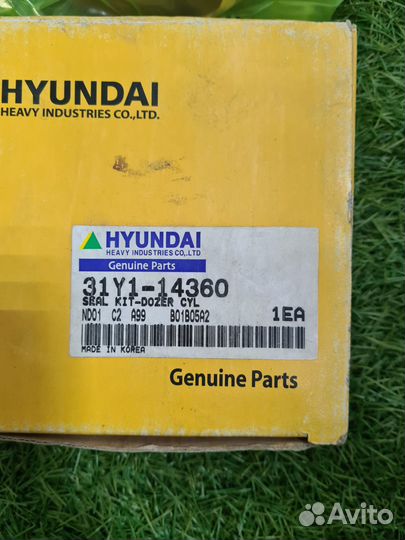 HYUNDAI
HEAVY INDUSTRIES CO.,LTD.
HYUNDAI
HEAVY INDUSTRIES CO.,LTD.
Genuine Parts
31Y1-14360
SEAL KIT-DOZER CYL
ND01 C2 A99 B01B05A2 1EA
MADE IN KOREA
Genuine Parts
Avito